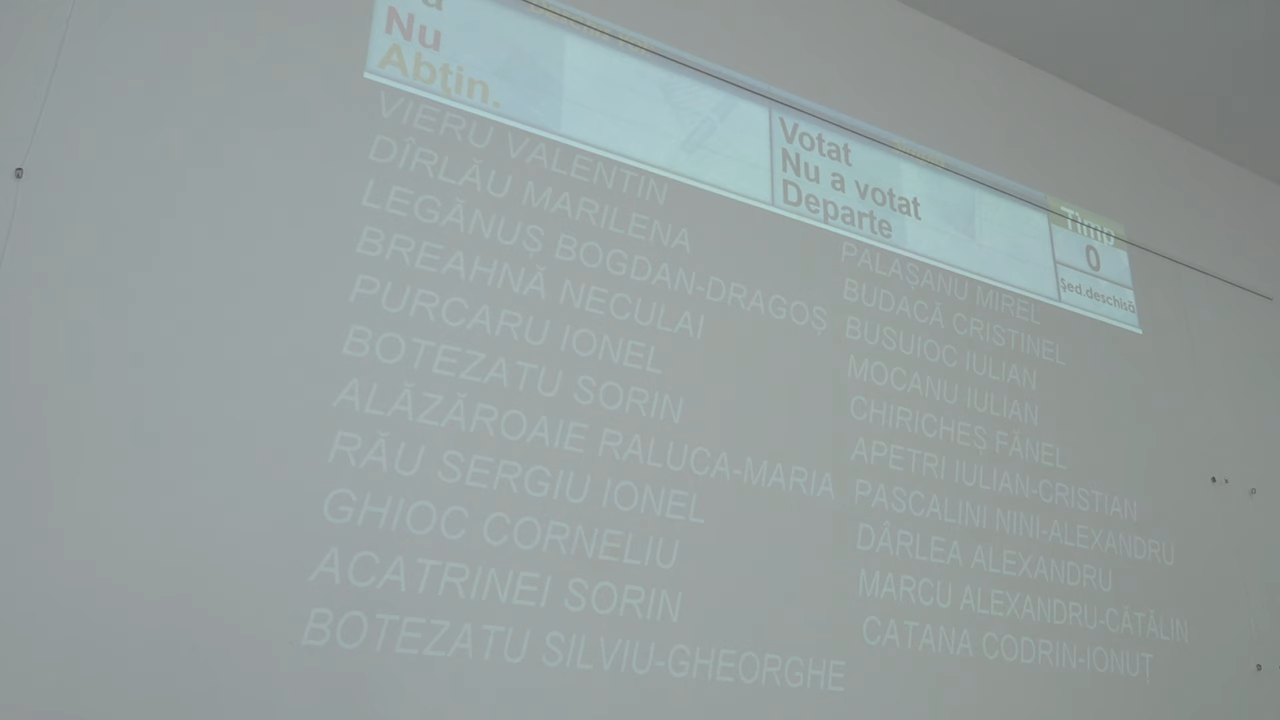 Nu
Abțin.
Votat
Nu a votat
Departe
Timp
0
Șed.deschisă
VIERU VALENTIN
DÎRLĂU MARILENA
LEGĂNUȘ BOGDAN-DRAGOȘ
BREAHNĂ NECULAI
PURCARU IONEL
BOTEZATU SORIN
ALĂZĂROAIE RALUCA-MARIA
RĂU SERGIU IONEL
GHIOC CORNELIU
ACATRINEI SORIN
BOTEZATU SILVIU-GHEORGHE
PALAȘANU MIREL
BUDACĂ CRISTINEL
BUSUIOC IULIAN
MOCANU IULIAN
CHIRICHEȘ FĂNEL
APETRI IULIAN-CRISTIAN
PASCALINI NINI-ALEXANDRU
DÂRLEA ALEXANDRU
MARCU ALEXANDRU-CĂTĂLIN
CATANA CODRIN-IONUȚ